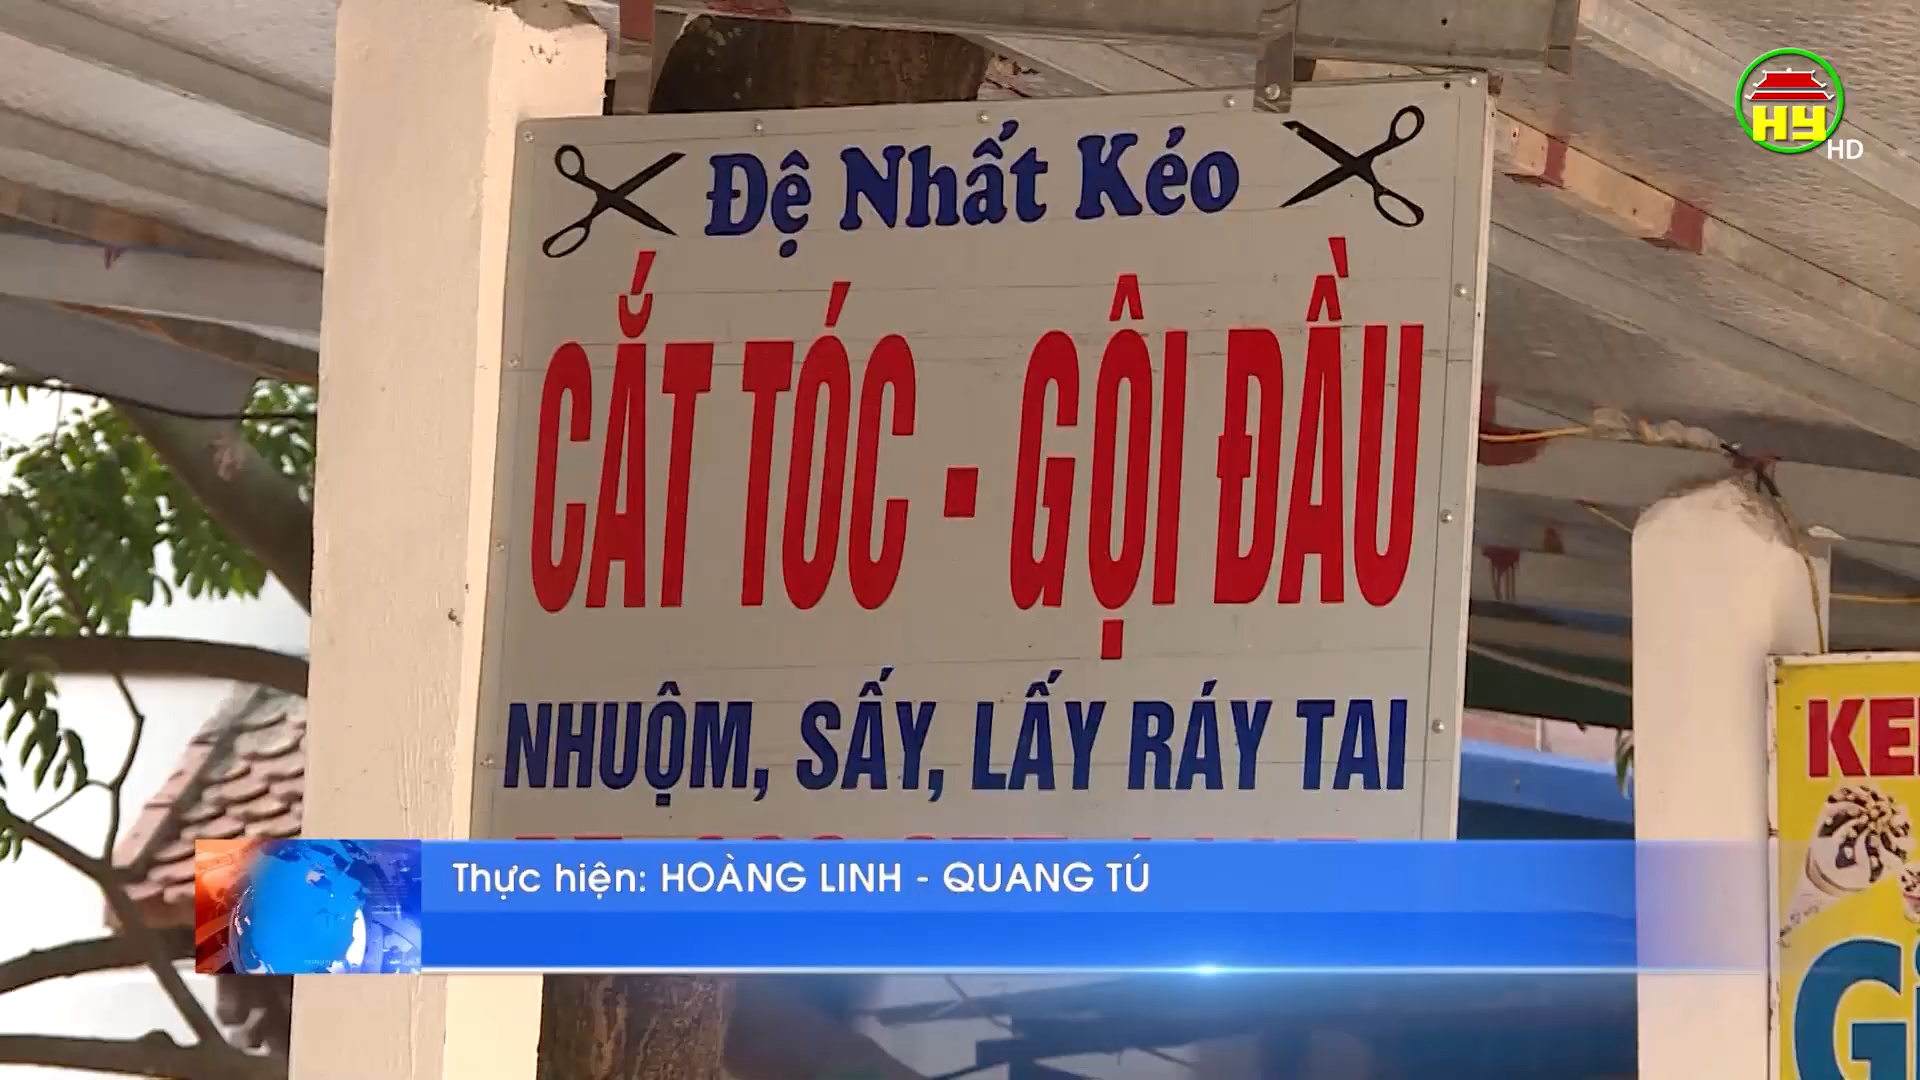 HY
HD
Đệ Nhất Kéo
CẮT TÓC - GỘI ĐẦU
NHUỘM, SẤY, LẤY RÁY TAI
Thực hiện: HOÀNG LINH - QUANG TÚ